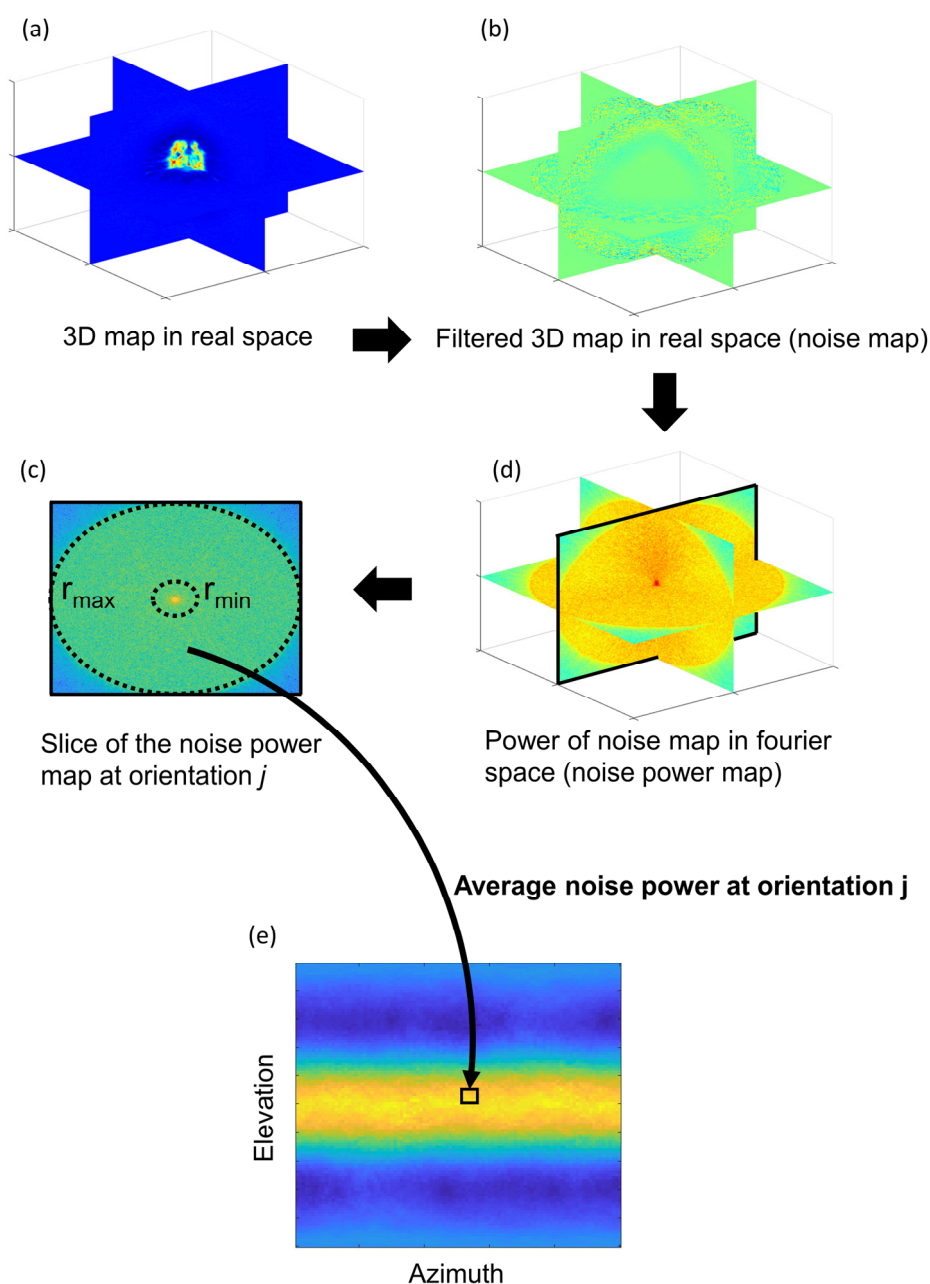 (a)
(b)
3D map in real space
Filtered 3D map in real space (noise map)
(c)
(d)
r_max
r_min
Slice of the noise power
map at orientation j
Power of noise map in fourier
space (noise power map)
Average noise power at orientation j
(e)
Elevation
Azimuth